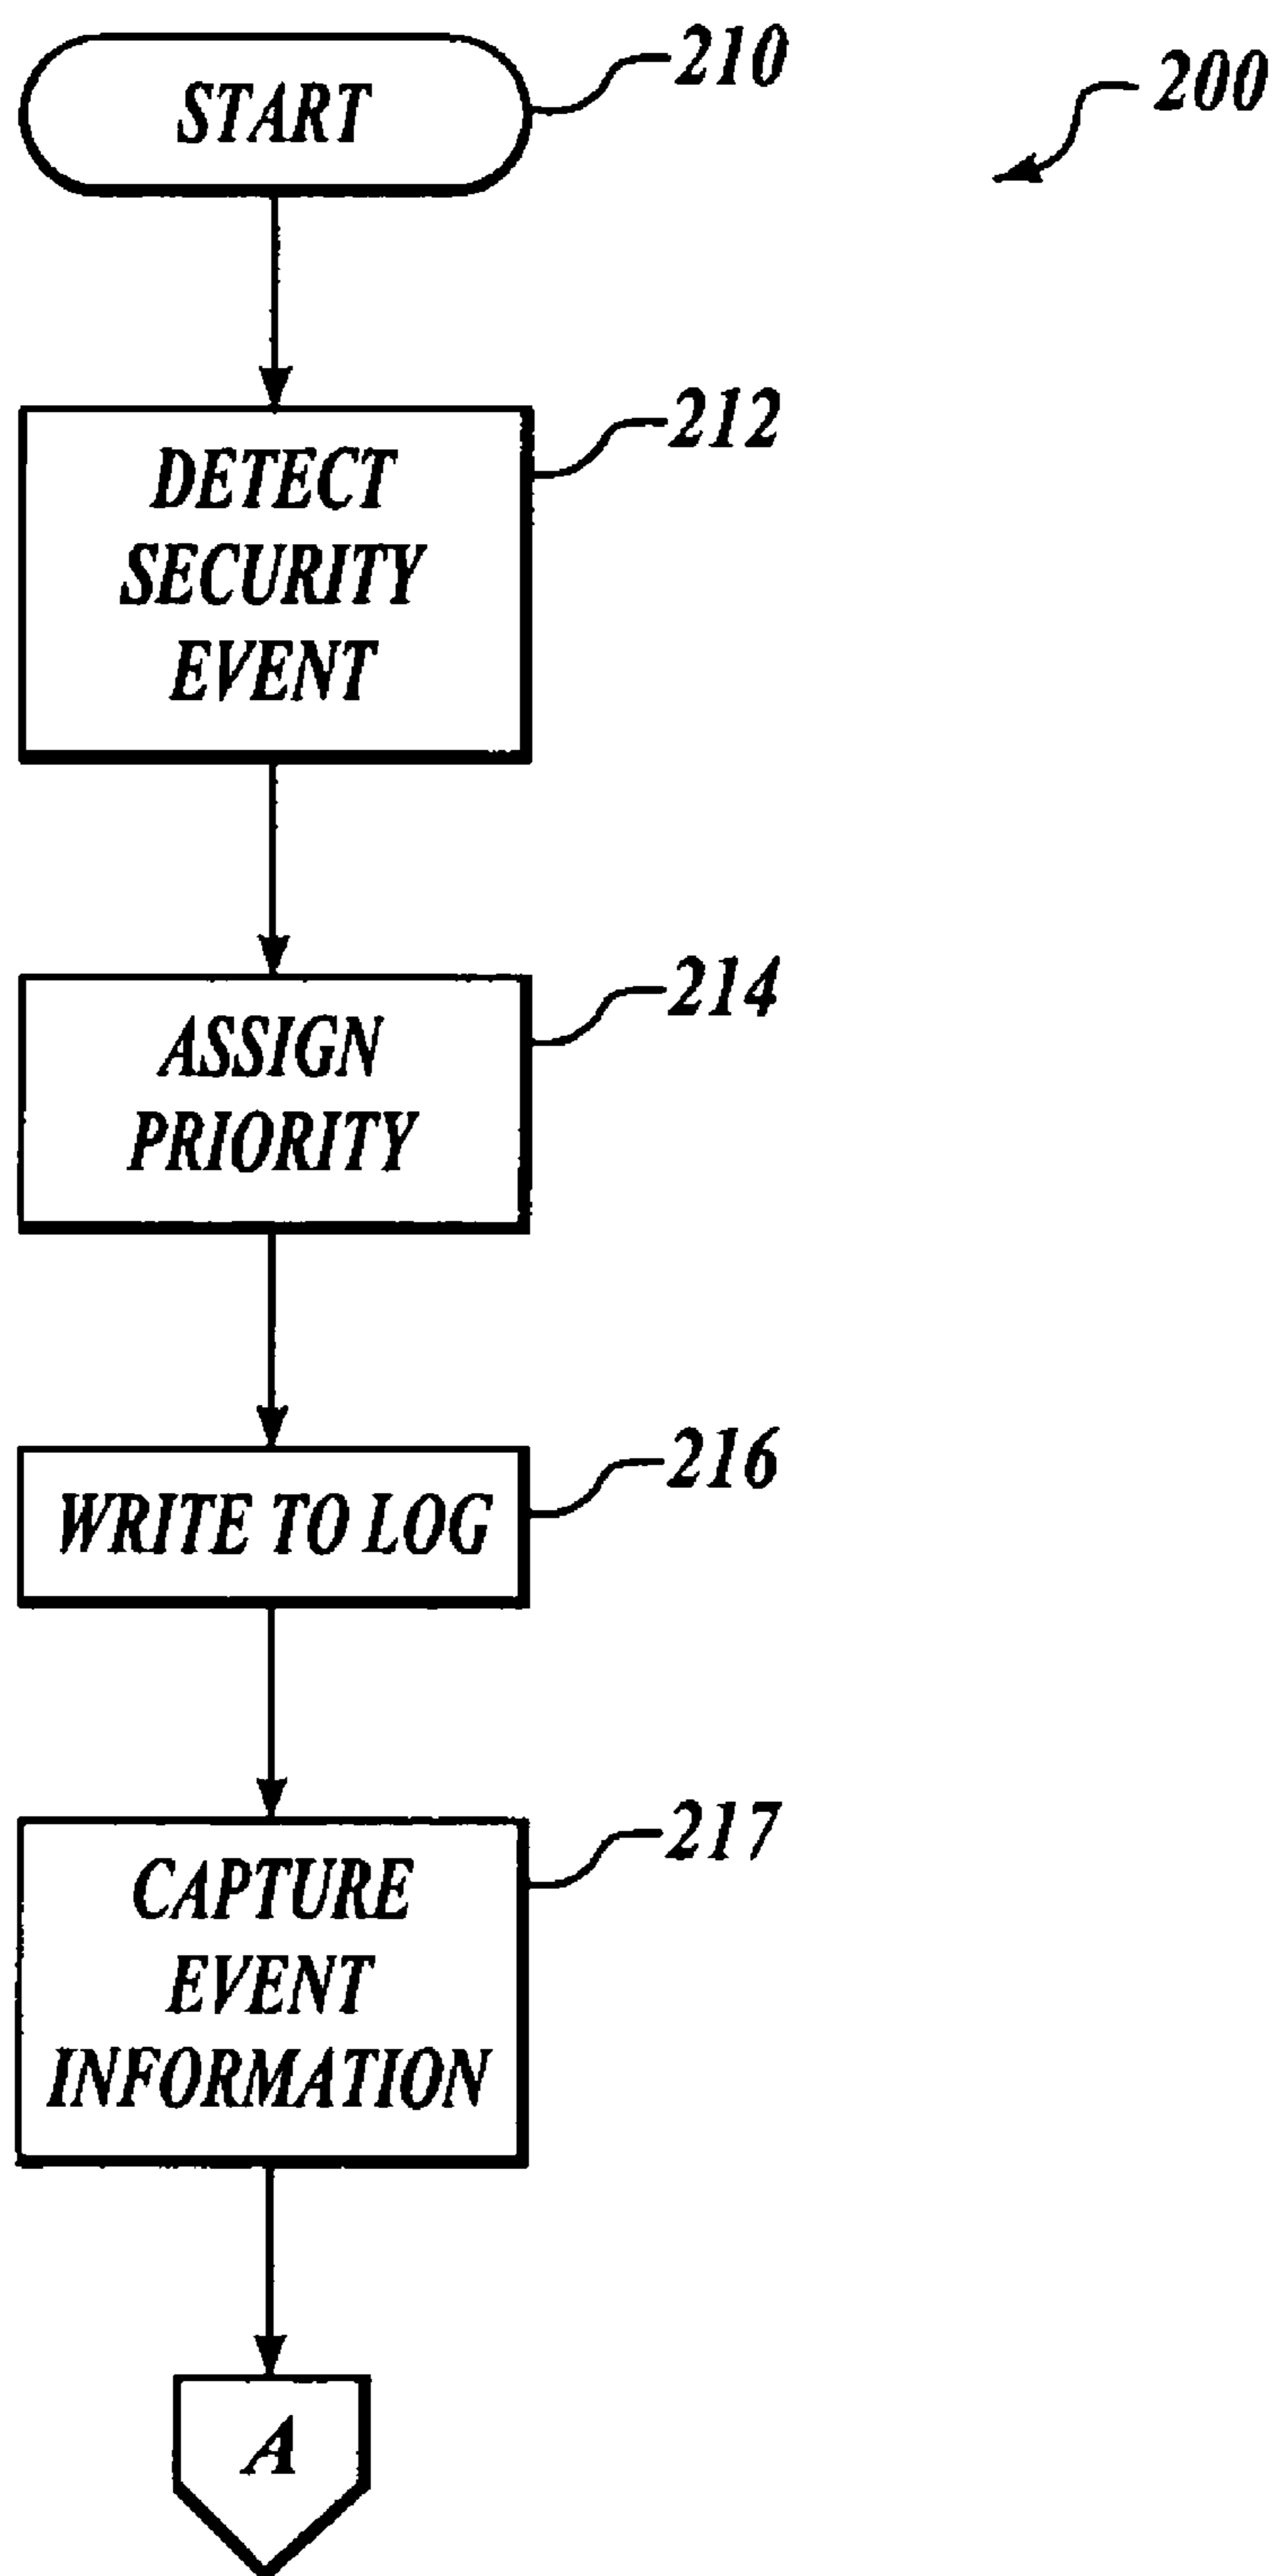 START
210
200
DETECT
SECURITY
EVENT
212
ASSIGN
PRIORITY
214
WRITE TO LOG
216
CAPTURE
EVENT
INFORMATION
217
A